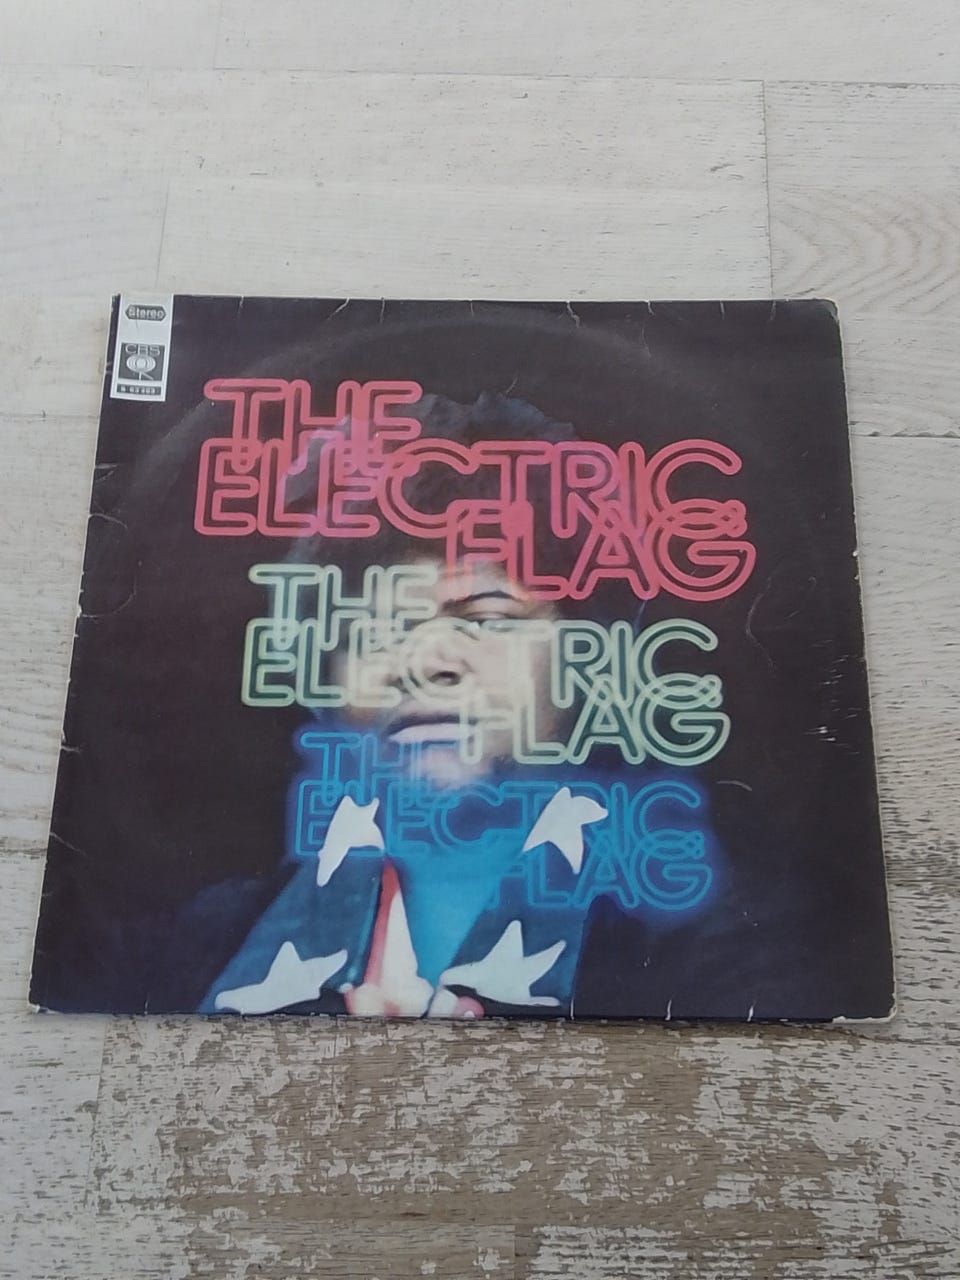 Stereo
CBS
THE
ELECTRIC
FLAG
THE
ELECTRIC
FLAG
THE
ELECTRIC
FLAG